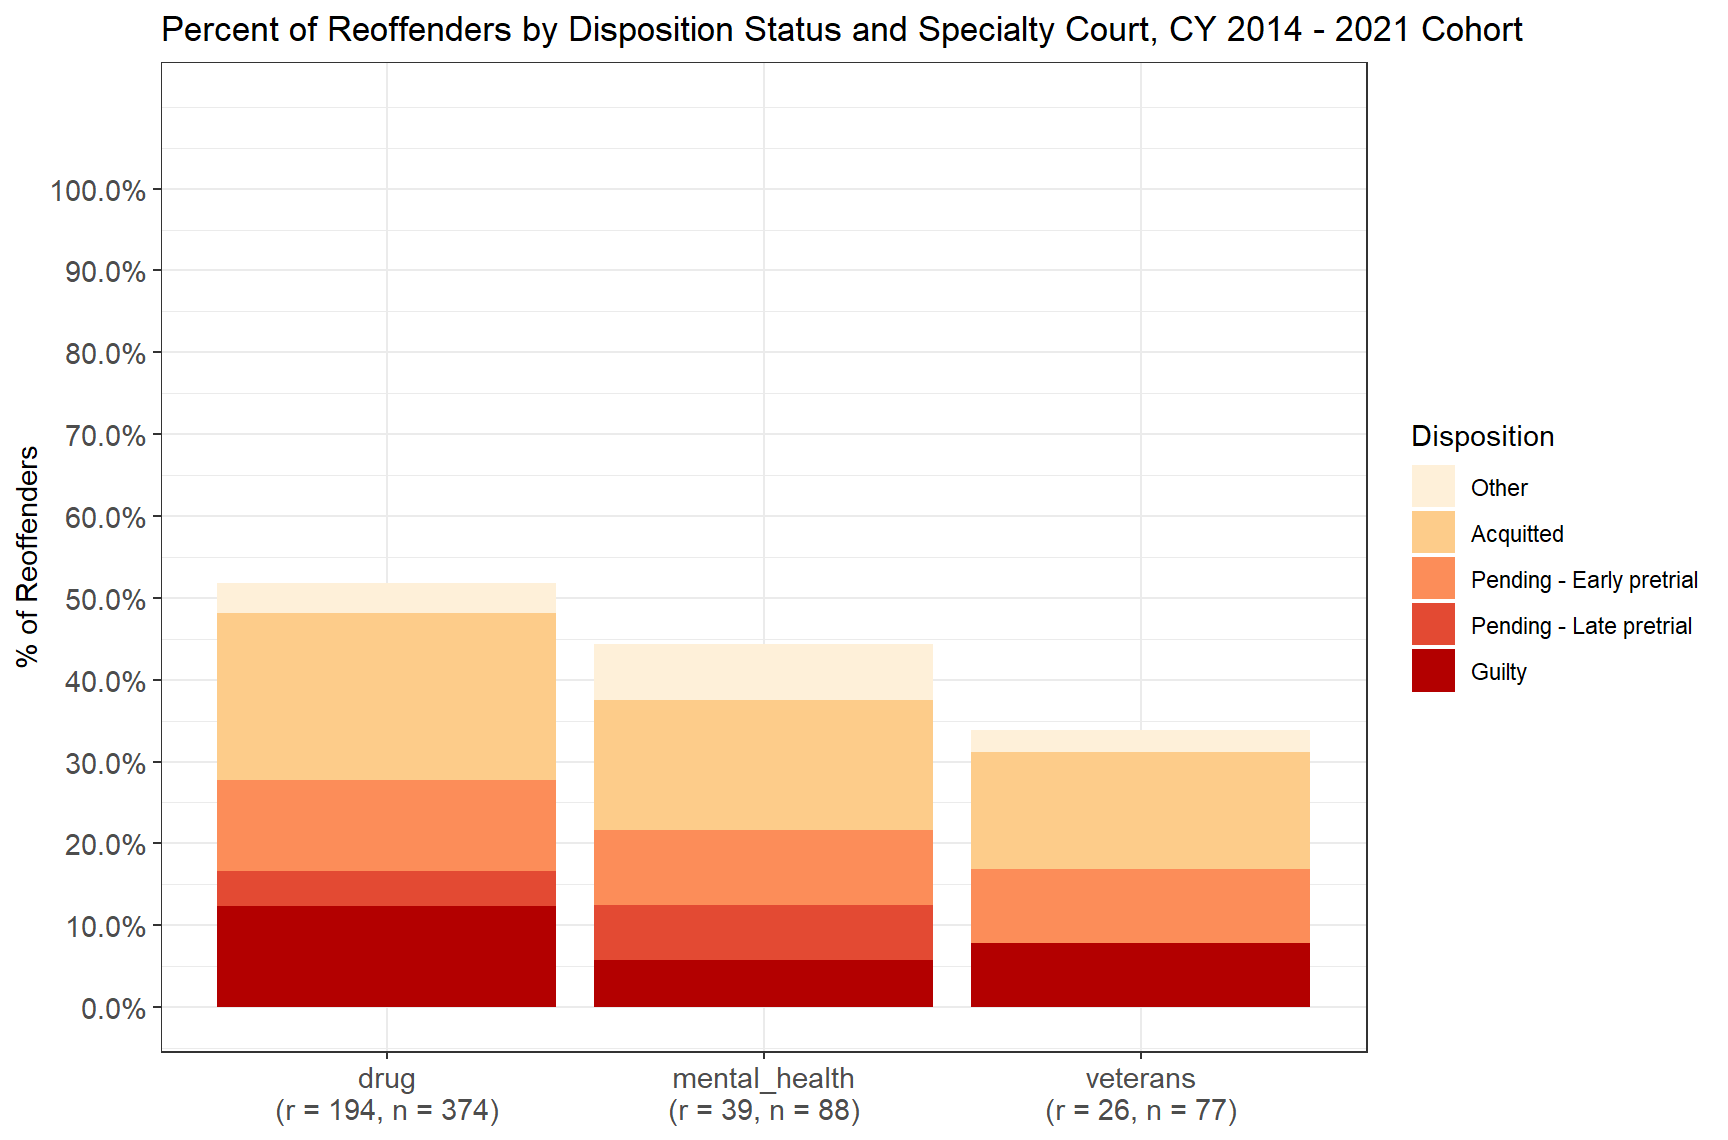 Percent of Reoffenders by Disposition Status and Specialty Court, CY 2014 - 2021 Cohort
% of Reoffenders
100.0%
90.0%
80.0%
70.0%
60.0%
50.0%
40.0%
30.0%
20.0%
10.0%
0.0%
drug
(r = 194, n = 374)
mental_health
(r = 39, n = 88)
veterans
(r = 26, n = 77)
Disposition
Other
Acquitted
Pending - Early pretrial
Pending - Late pretrial
Guilty